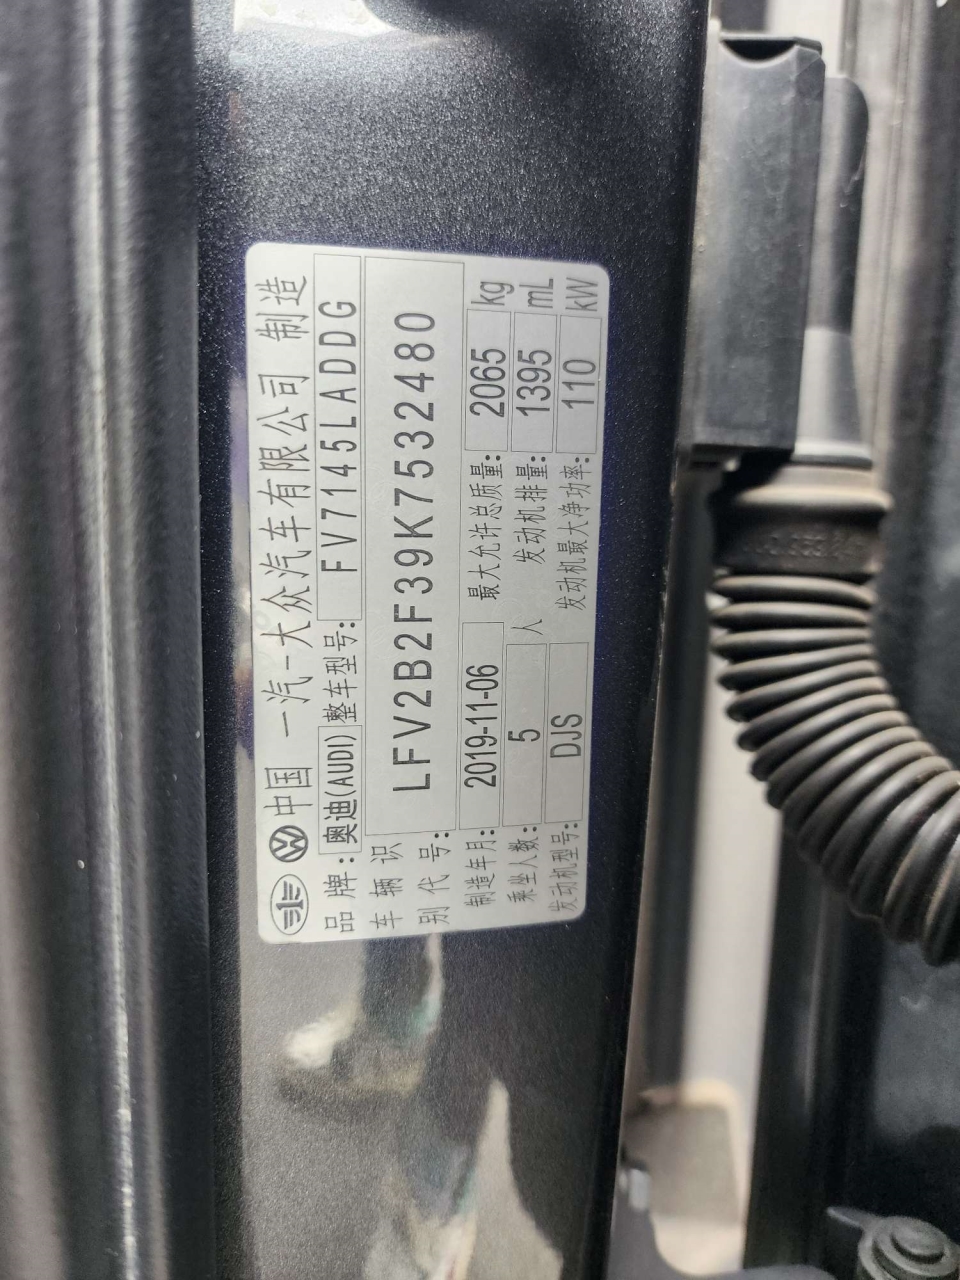 中国 一汽-大众汽车有限公司 制造
品牌: 奥迪(AUDI) 整车型号: FV7145LADDG
车辆识别代号: LFV2B2F39K7532480
制造年月: 2019-11-06 最大允许总质量: 2065 kg
乘坐人数: 5 人 发动机排量: 1395 mL
发动机型号: DJS 发动机最大净功率: 110 kW